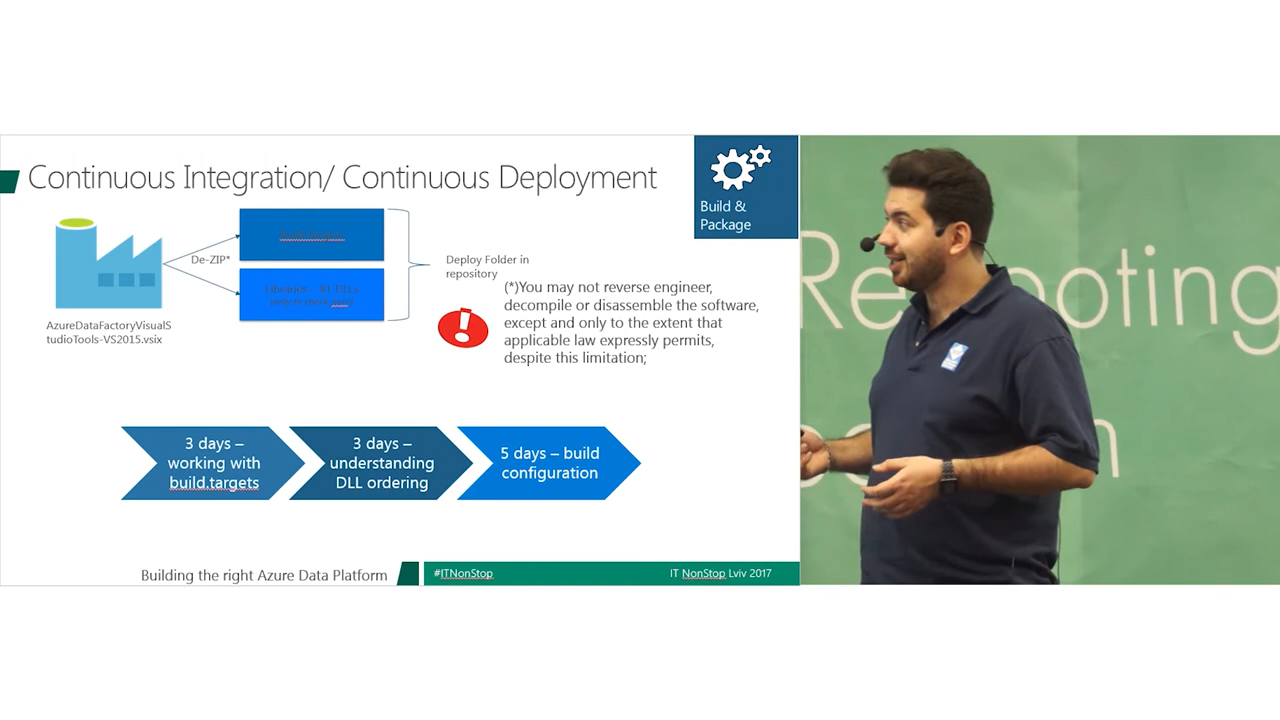 Continuous Integration/ Continuous Deployment
Build &
Package
De-ZIP*
Libraries – 81 DLLs
Deploy Folder in
repository
AzureDataFactoryVisualS
tudioTools-VS2015.vsix
(*)You may not reverse engineer,
decompile or disassemble the software,
except and only to the extent that
applicable law expressly permits,
despite this limitation;
3 days –
working with
build.targets
3 days –
understanding
DLL ordering
5 days – build
configuration
Building the right Azure Data Platform
#ITNonStop
IT NonStop Lviv 2017